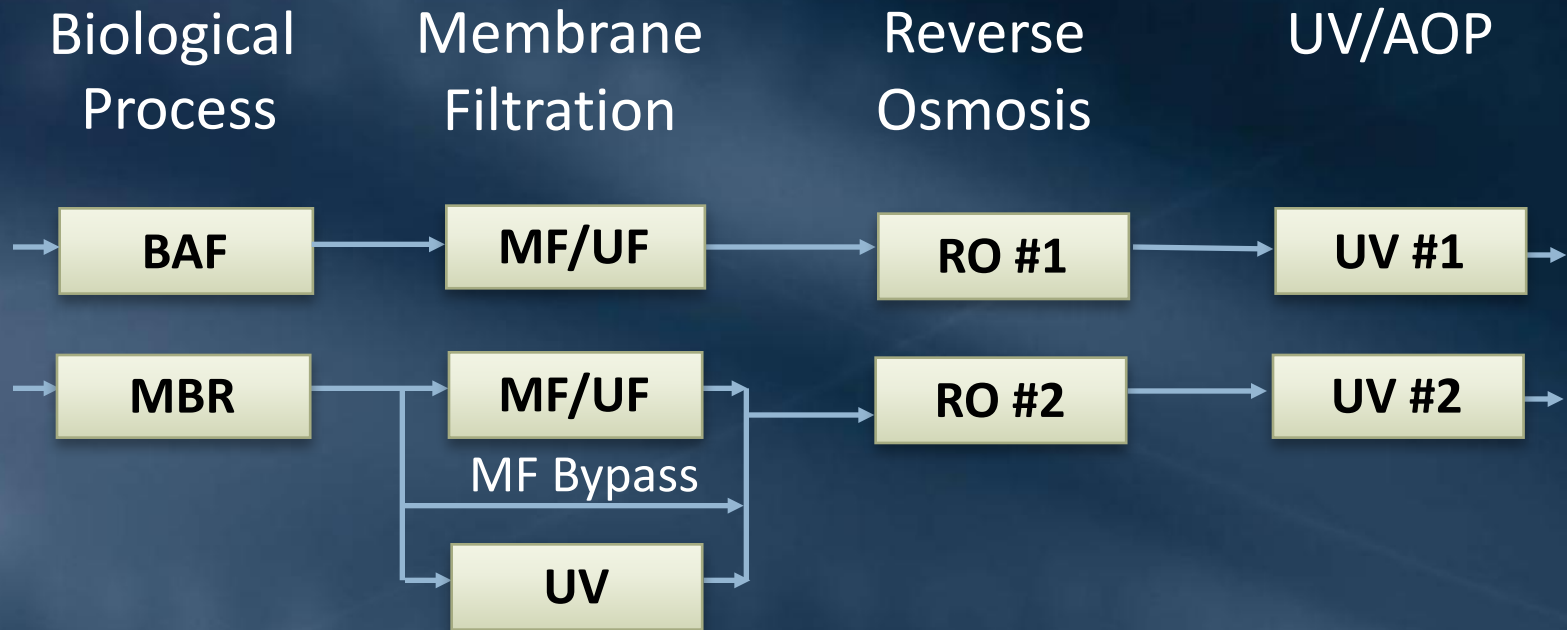 Biological
Process
Membrane
Filtration
Reverse
Osmosis
UV/AOP
BAF
MF/UF
RO #1
UV #1
MBR
MF/UF
RO #2
UV #2
MF Bypass
UV